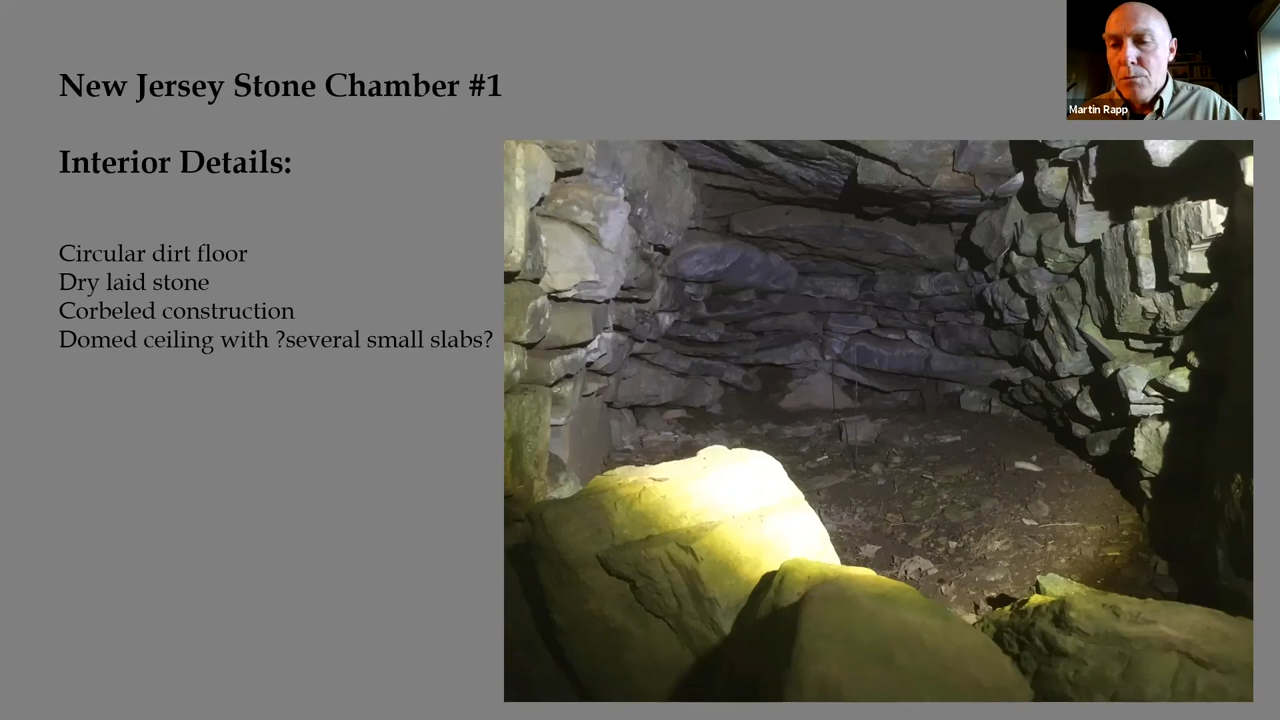 New Jersey Stone Chamber #1
Martin Rapp
Interior Details:
Circular dirt floor
Dry laid stone
Corbeled construction
Domed ceiling with ?several small slabs?